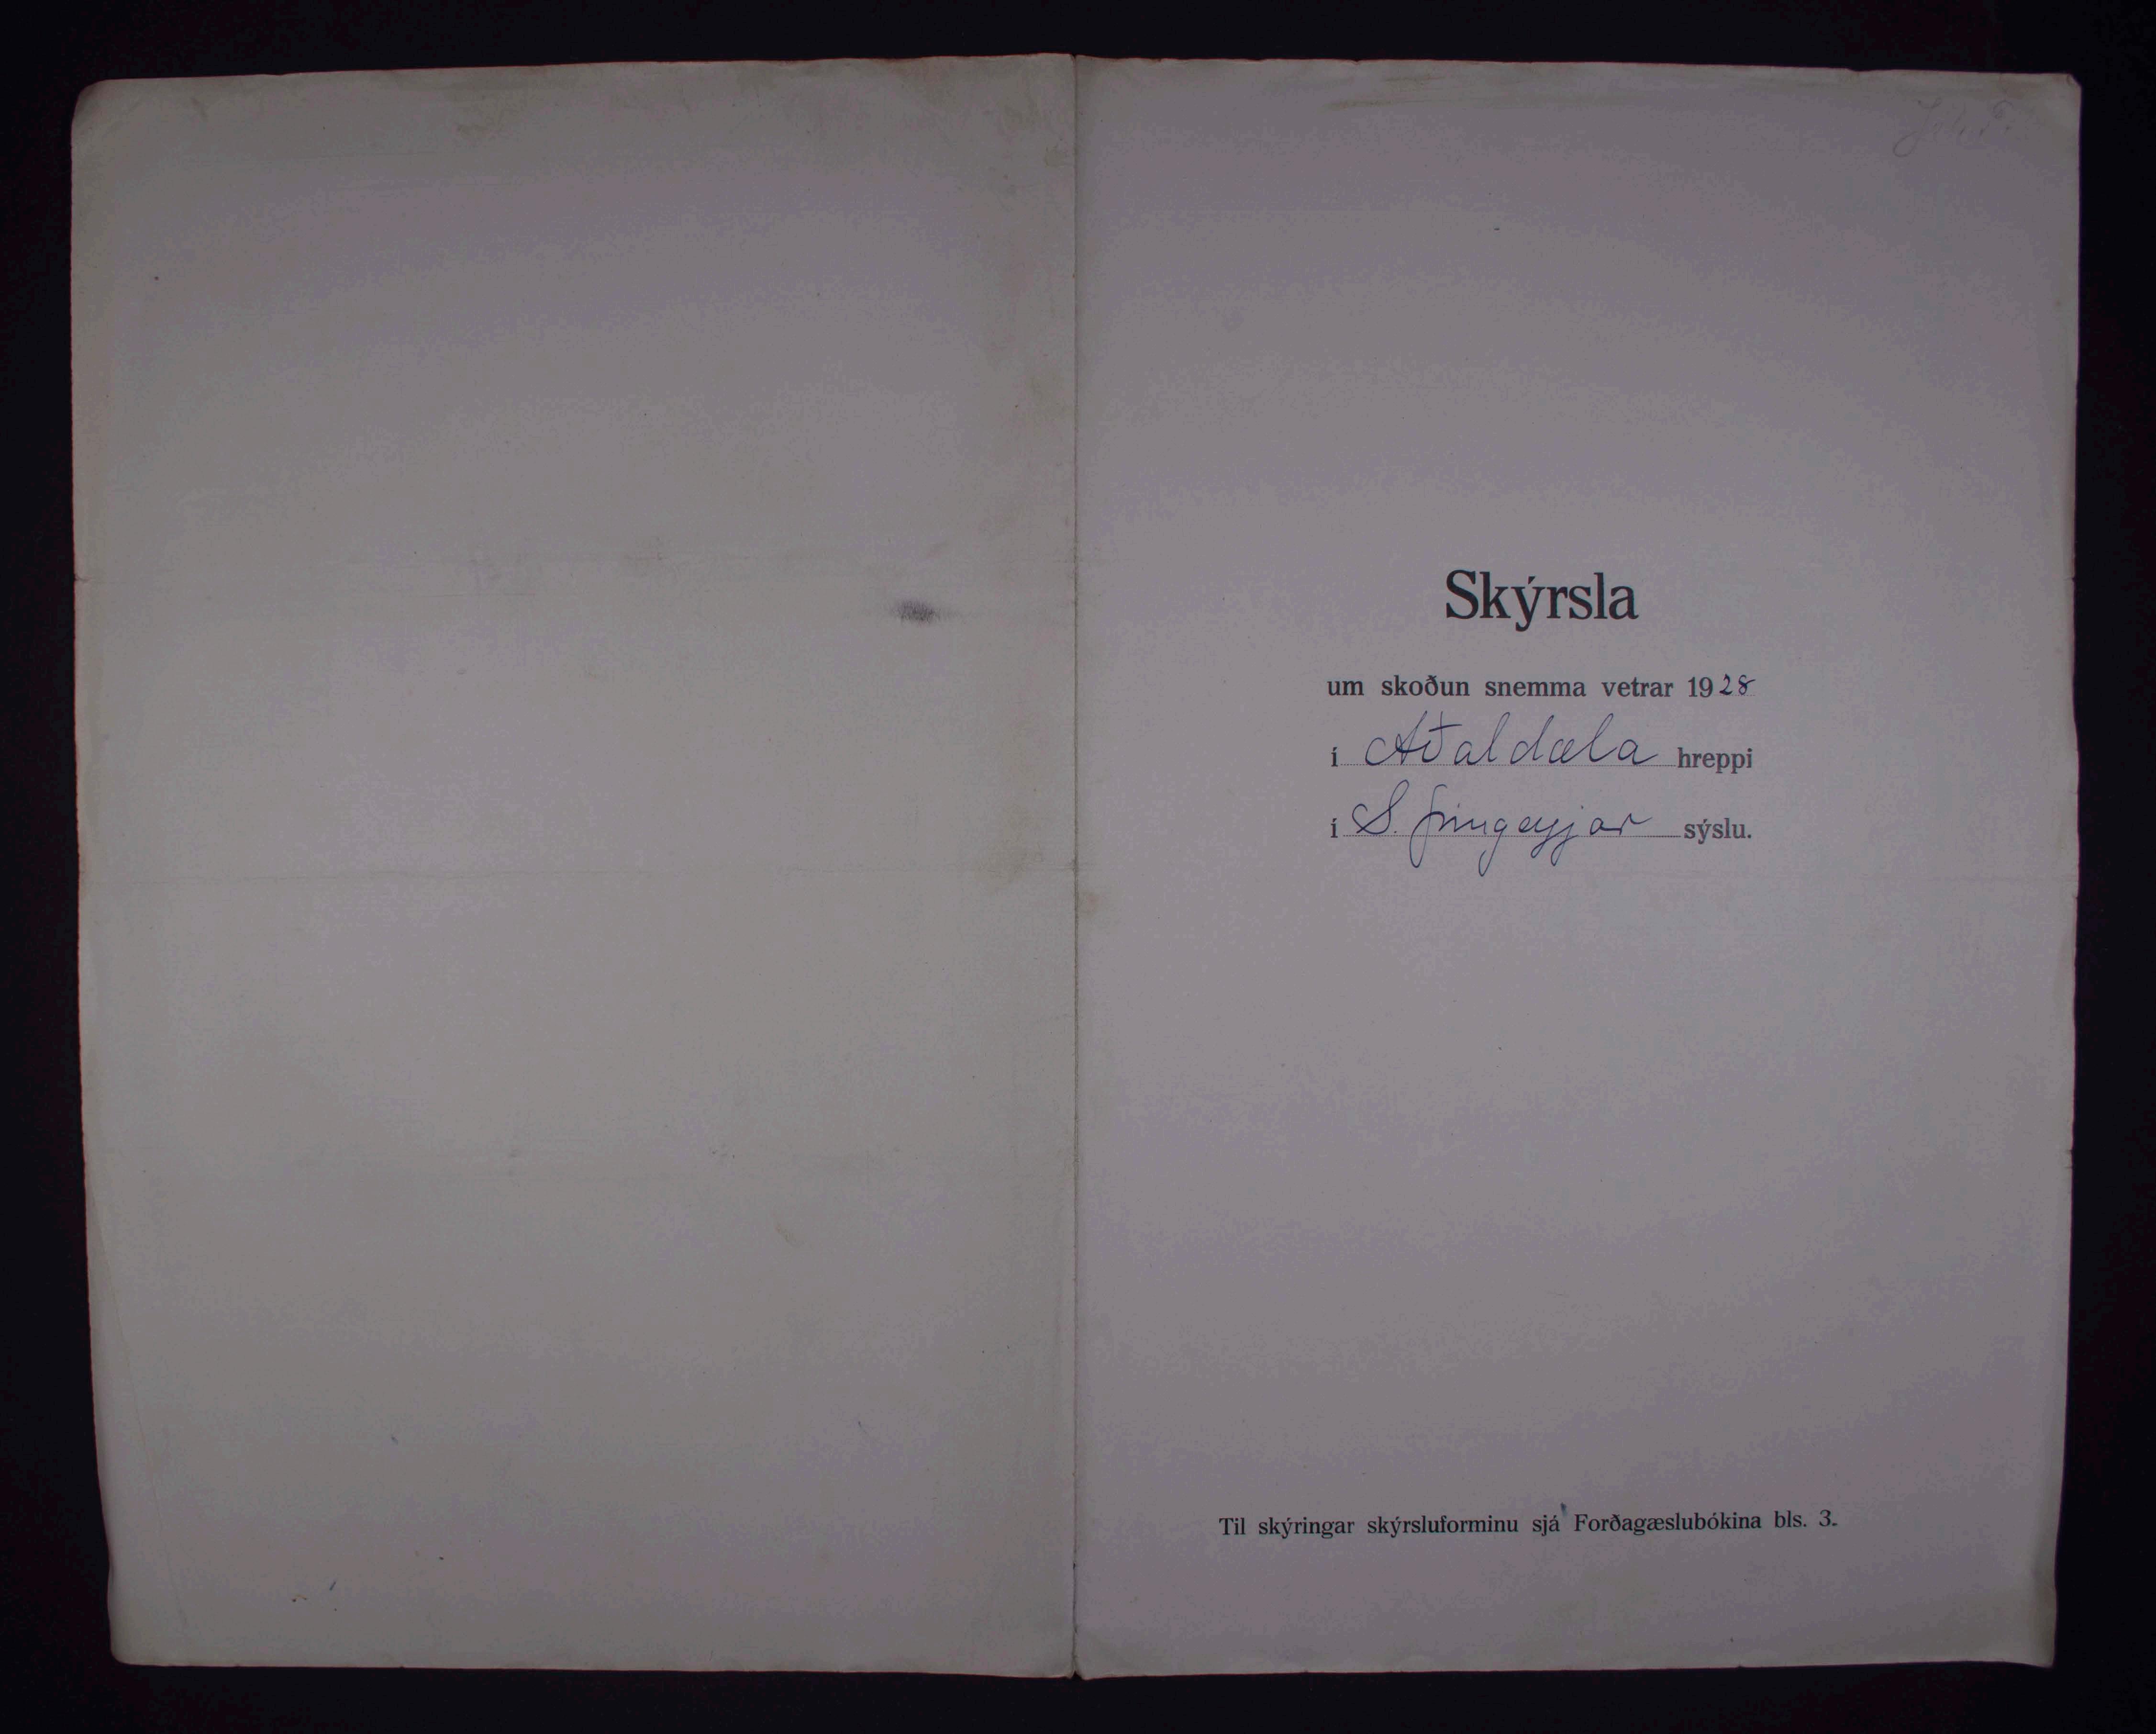 Skýrsla
um skoðun snemma vetrar 1928
í Aðaldæla hreppi
í S. Þingeyjar sýslu.
Til skýringar skýrsluforminu sjá Forðagæslubókina bls. 3.